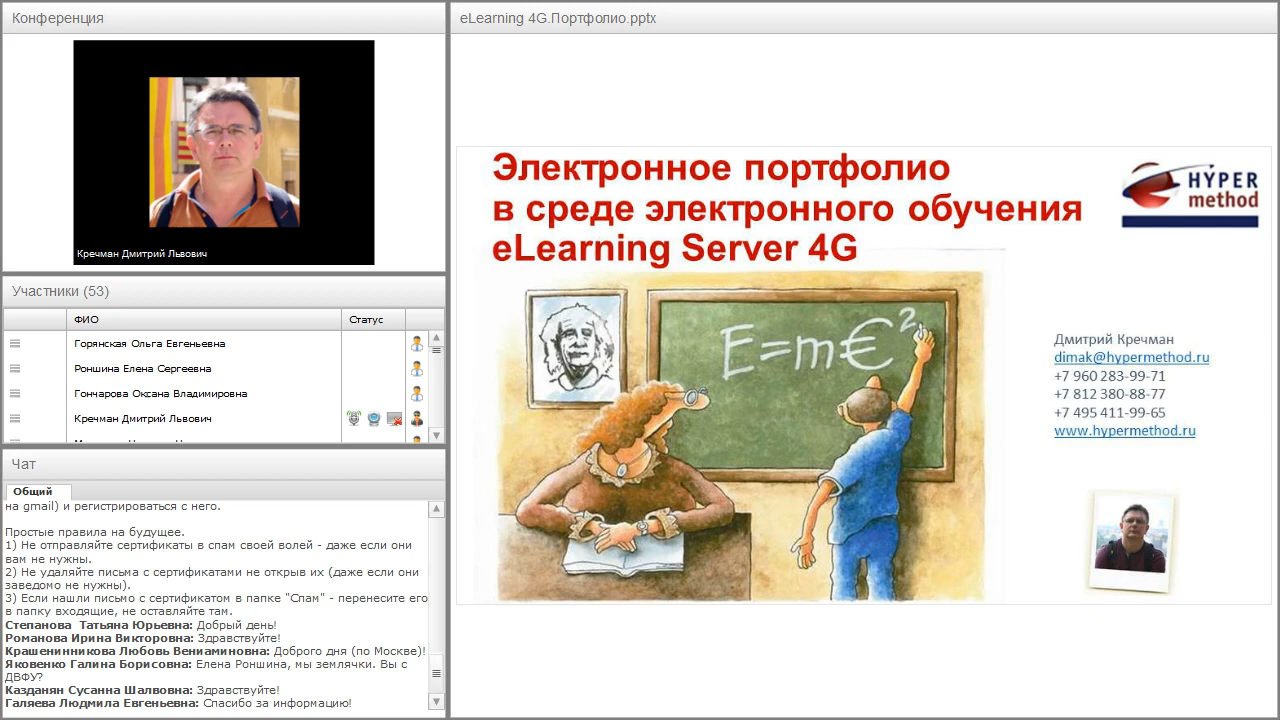 Конференция
Кречман Дмитрий Львович
Участники (53)
ФИО
Статус
Горянская Ольга Евгеньевна
Роншина Елена Сергеевна
Гончарова Оксана Владимировна
Кречман Дмитрий Львович
Чат
Общий
на gmail) и регистрироваться с него.
Простые правила на будущее.
1) Не отправляйте сертификаты в спам своей волей - даже если они
вам не нужны.
2) Не удаляйте письма с сертификатами не открыв их (даже если они
заведомо не нужны).
3) Если нашли письмо с сертификатом в папке "Спам" - перенесите его
в папку входящие, не оставляйте там.
Степанова Татьяна Юрьевна: Добрый день!
Романова Ирина Викторовна: Здравствуйте!
Крашенинникова Любовь Вениаминовна: Доброго дня (по Москве)!
Яковенко Галина Борисовна: Елена Роншина, мы землячки. Вы с
ДВФУ?
Казданян Сусанна Шалвовна: Здравствуйте!
Галяева Людмила Евгеньевна: Спасибо за информацию!
eLearning 4G.Портфолио.pptx
Электронное портфолио
в среде электронного обучения
eLearning Server 4G
HYPER
method
E=m€²
Дмитрий Кречман
dimak@hypermethod.ru
+7 960 283-99-71
+7 812 380-88-77
+7 495 411-99-65
www.hypermethod.ru